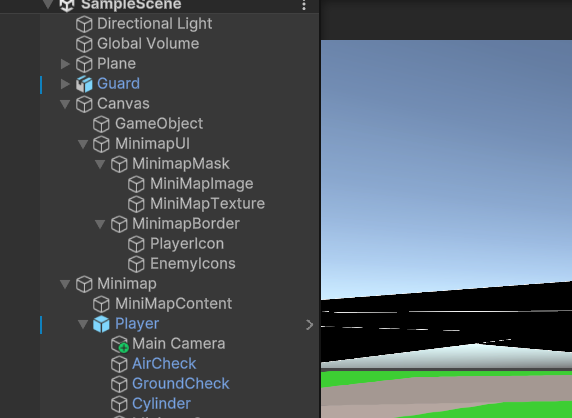 SampleScene
Directional Light
Global Volume
Plane
Guard
Canvas
GameObject
MinimapUI
MinimapMask
MiniMapImage
MiniMapTexture
MinimapBorder
PlayerIcon
EnemyIcons
Minimap
MiniMapContent
Player
Main Camera
AirCheck
GroundCheck
Cylinder